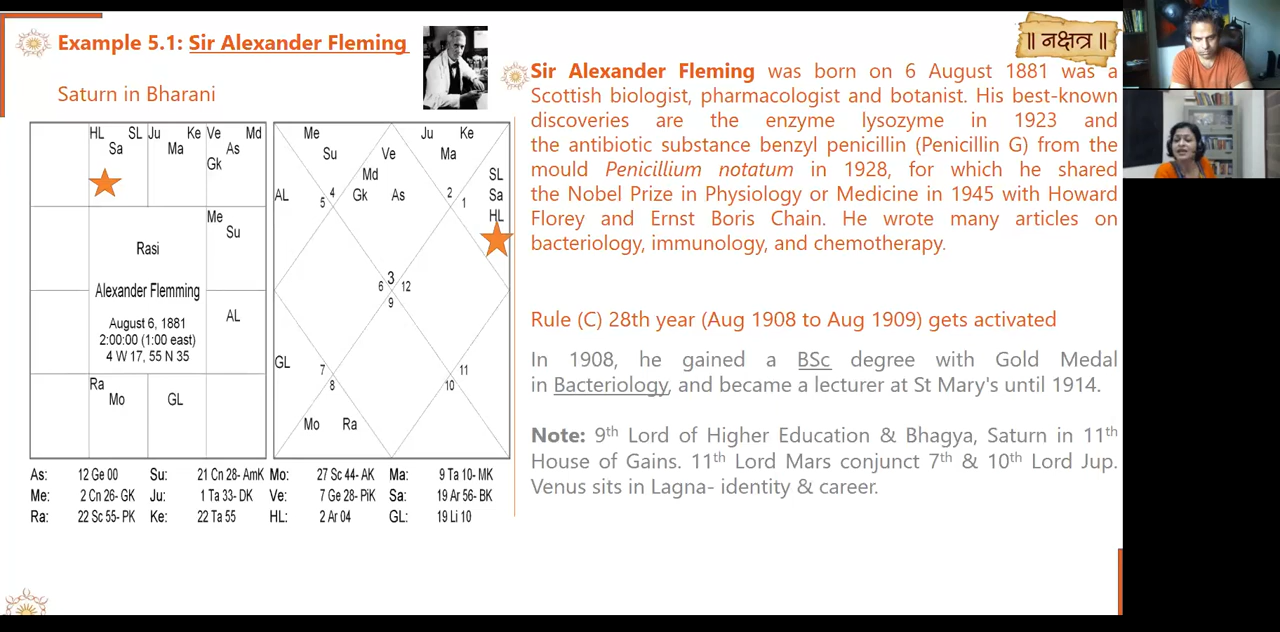 Example 5.1: Sir Alexander Fleming
॥ नक्षत्र ॥
Saturn in Bharani
HL SL Ju Ke Ve Md
Sa Ma As
Gk
Me
Su
Rasi
Alexander Flemming
August 6, 1881
2:00:00 (1:00 east)
4 W 17, 55 N 35
AL
Ra
Mo GL
Me Ju Ke
Su Ve Ma
Md SL
AL 4 Gk As 2 Sa
5 1 HL
3
6 12
9
GL 7 11
8 10
Mo Ra
As: 12 Ge 00 Su: 21 Cn 28- AmK Mo: 27 Sc 44- AK Ma: 9 Ta 10- MK
Me: 2 Cn 26- GK Ju: 1 Ta 33- DK Ve: 7 Ge 28- PiK Sa: 19 Ar 56- BK
Ra: 22 Sc 55- PK Ke: 22 Ta 55 HL: 2 Ar 04 GL: 19 Li 10
Sir Alexander Fleming was born on 6 August 1881 was a
Scottish biologist, pharmacologist and botanist. His best-known
discoveries are the enzyme lysozyme in 1923 and
the antibiotic substance benzyl penicillin (Penicillin G) from the
mould Penicillium notatum in 1928, for which he shared
the Nobel Prize in Physiology or Medicine in 1945 with Howard
Florey and Ernst Boris Chain. He wrote many articles on
bacteriology, immunology, and chemotherapy.
Rule (C) 28th year (Aug 1908 to Aug 1909) gets activated
In 1908, he gained a BSc degree with Gold Medal
in Bacteriology, and became a lecturer at St Mary's until 1914.
Note: 9th Lord of Higher Education & Bhagya, Saturn in 11th
House of Gains. 11th Lord Mars conjunct 7th & 10th Lord Jup.
Venus sits in Lagna- identity & career.